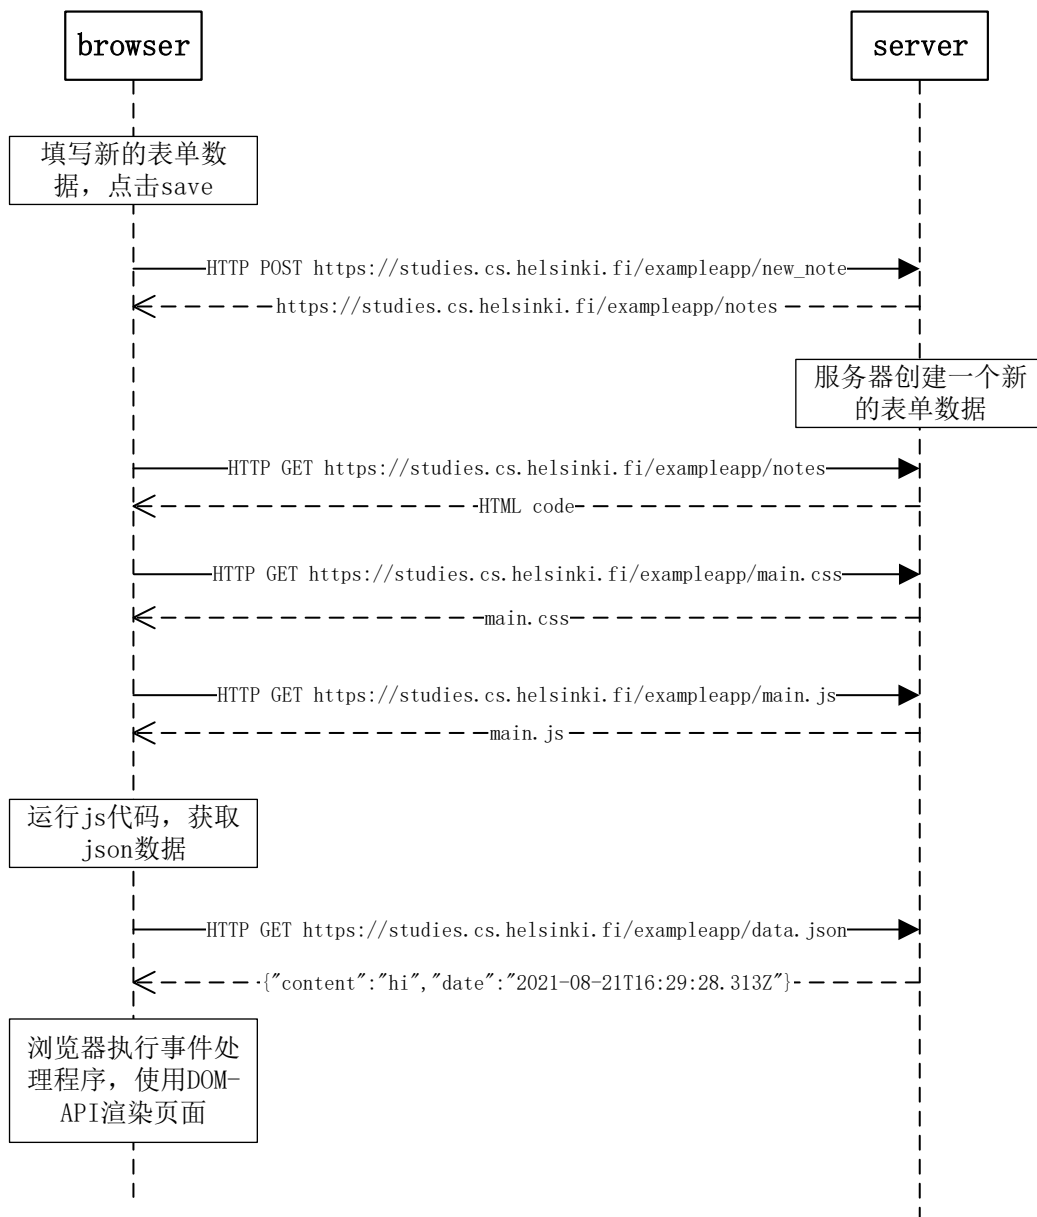 browser
server
填写新的表单数
据，点击save
HTTP POST https://studies.cs.helsinki.fi/exampleapp/new_note
https://studies.cs.helsinki.fi/exampleapp/notes
服务器创建一个新
的表单数据
HTTP GET https://studies.cs.helsinki.fi/exampleapp/notes
HTML code
HTTP GET https://studies.cs.helsinki.fi/exampleapp/main.css
main.css
HTTP GET https://studies.cs.helsinki.fi/exampleapp/main.js
main.js
运行js代码，获取
json数据
HTTP GET https://studies.cs.helsinki.fi/exampleapp/data.json
{"content":"hi","date":"2021-08-21T16:29:28.313Z"}
浏览器执行事件处
理程序，使用DOM-
API渲染页面